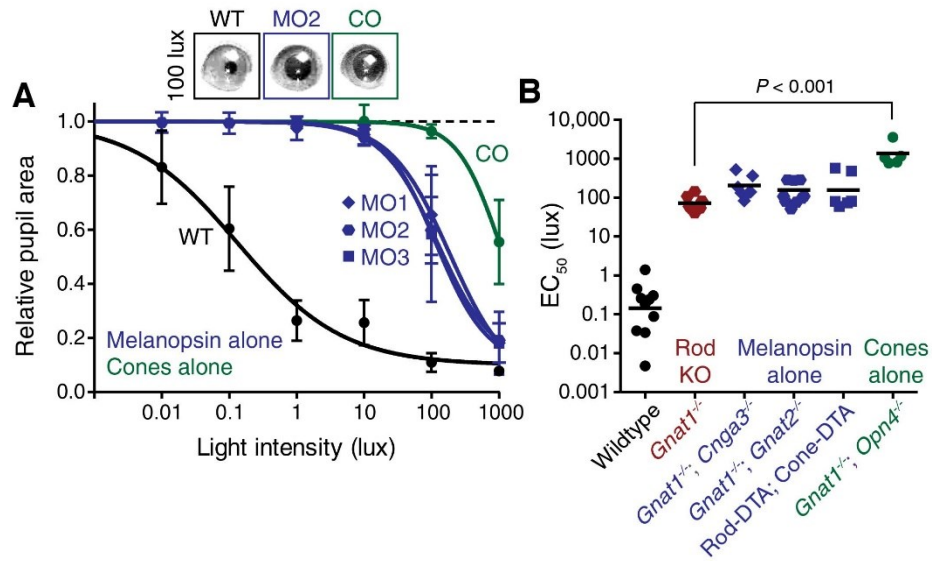 WT MO2 CO
100 lux
A
Relative pupil area
1.0
0.8
0.6
0.4
0.2
0.0
WT
CO
MO1
MO2
MO3
Melanopsin alone
Cones alone
0.01 0.1 1 10 100 1000
Light intensity (lux)
B
P < 0.001
EC50 (lux)
10,000
1000
100
10
1
0.1
0.01
0.001
Rod KO
Melanopsin alone
Cones alone
Wildtype
Gnat1-/-
Gnat1-/-; Cnga3-/-
Gnat1-/-; Gnat2-/-
Rod-DTA; Cone-DTA
Gnat1-/-; Opn4-/-